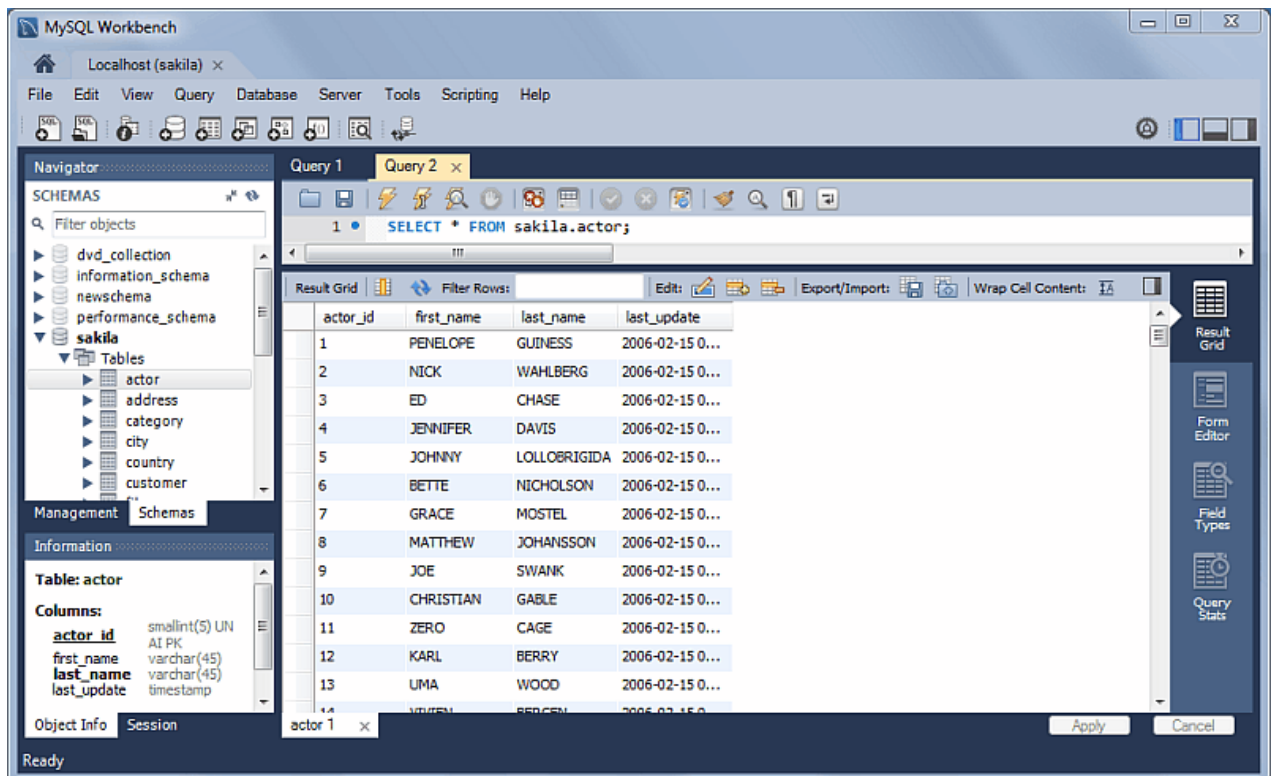 MySQL Workbench
Localhost (sakila)
File Edit View Query Database Server Tools Scripting Help
Navigator
SCHEMAS
Filter objects
dvd_collection
information_schema
newschema
performance_schema
sakila
Tables
actor
address
category
city
country
customer
Management Schemas
Information
Table: actor
Columns:
actor_id smallint(5) UN
AI PK
first_name varchar(45)
last_name varchar(45)
last_update timestamp
Object Info Session
Query 1 Query 2
1 SELECT * FROM sakila.actor;
Result Grid Filter Rows: Edit: Export/Import: Wrap Cell Content:
actor_id first_name last_name last_update
1 PENELOPE GUINESS 2006-02-15 0...
2 NICK WAHLBERG 2006-02-15 0...
3 ED CHASE 2006-02-15 0...
4 JENNIFER DAVIS 2006-02-15 0...
5 JOHNNY LOLLOBRIGIDA 2006-02-15 0...
6 BETTE NICHOLSON 2006-02-15 0...
7 GRACE MOSTEL 2006-02-15 0...
8 MATTHEW JOHANSSON 2006-02-15 0...
9 JOE SWANK 2006-02-15 0...
10 CHRISTIAN GABLE 2006-02-15 0...
11 ZERO CAGE 2006-02-15 0...
12 KARL BERRY 2006-02-15 0...
13 UMA WOOD 2006-02-15 0...
actor 1
Result
Grid
Form
Editor
Field
Types
Query
Stats
Apply Cancel
Ready